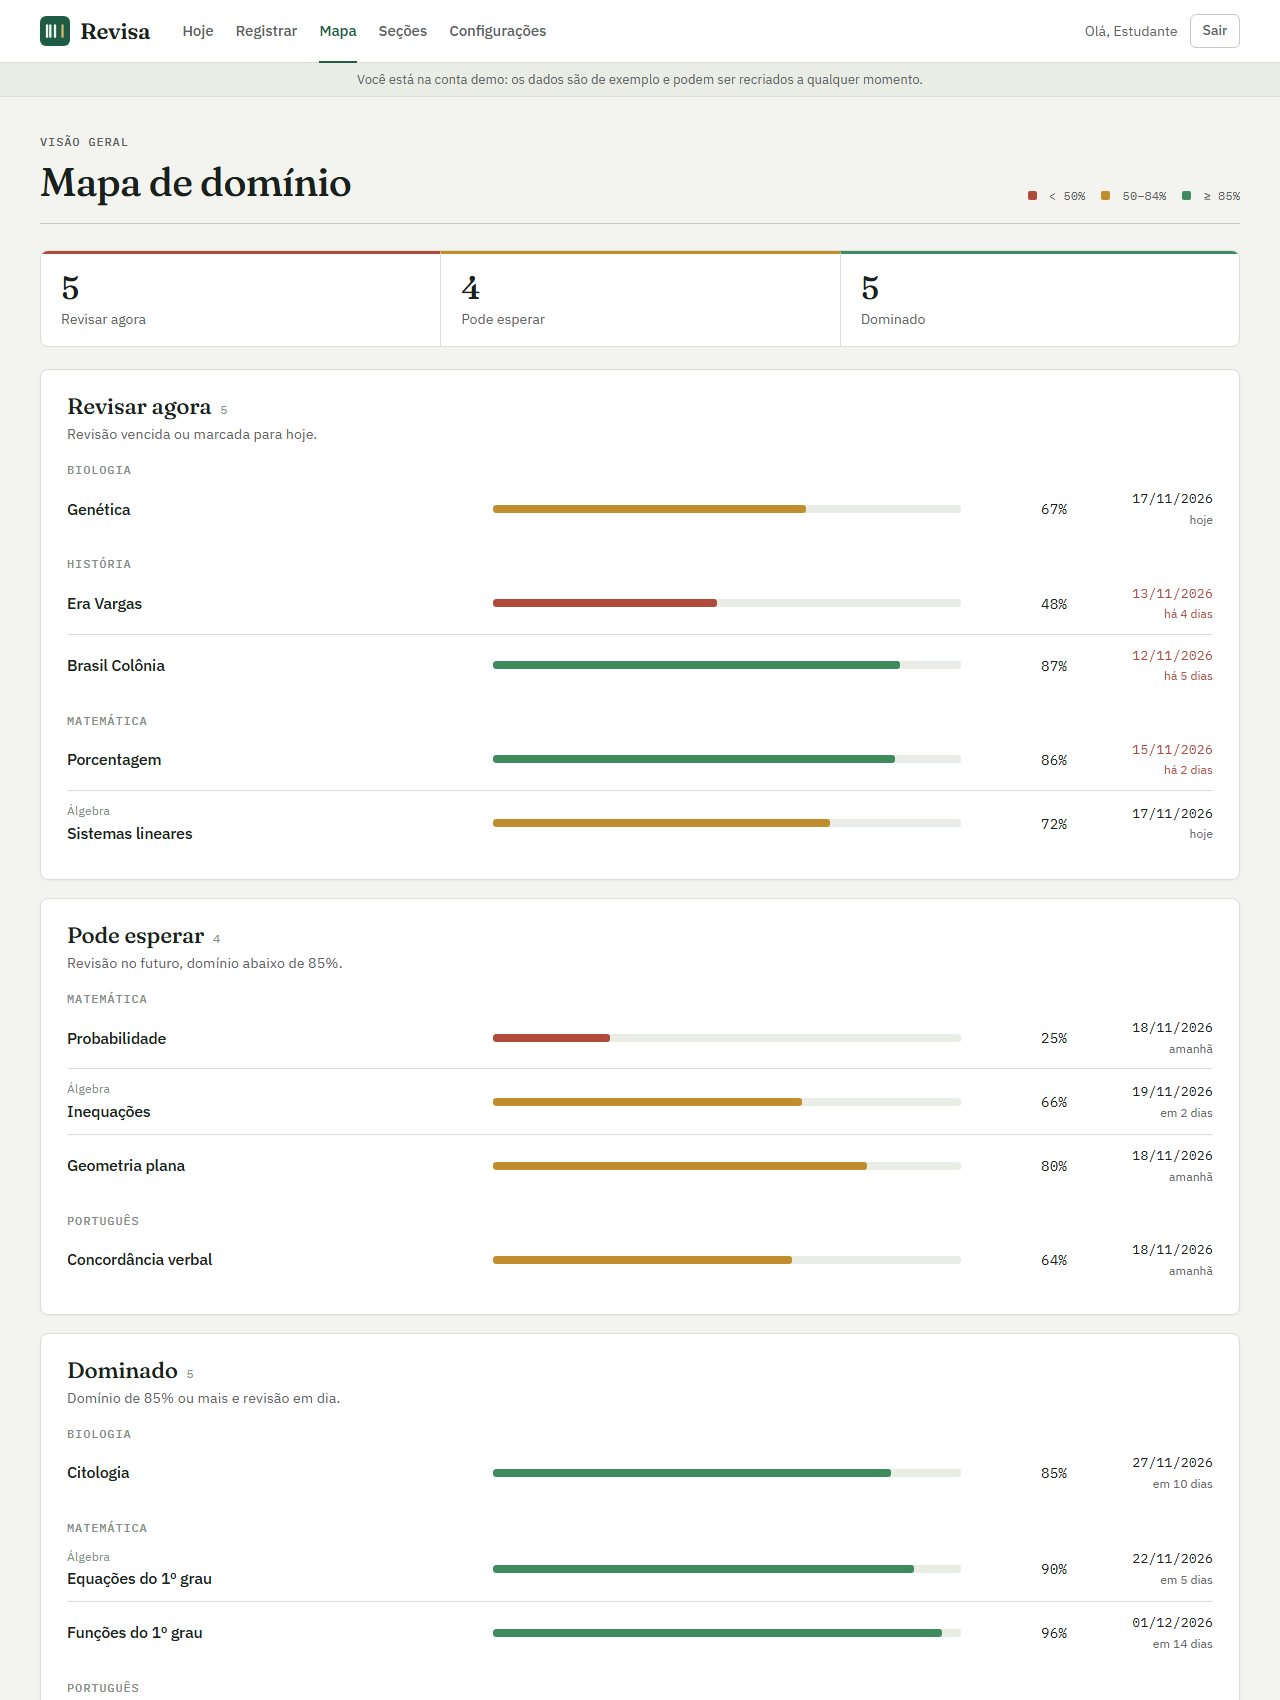 Revisa
Hoje
Registrar
Mapa
Seções
Configurações
Olá, Estudante
Sair
Você está na conta demo: os dados são de exemplo e podem ser recriados a qualquer momento.
VISÃO GERAL
Mapa de domínio
< 50%
50–84%
≥ 85%
5
Revisar agora
4
Pode esperar
5
Dominado
Revisar agora 5
Revisão vencida ou marcada para hoje.
BIOLOGIA
Genética
67%
17/11/2026
hoje
HISTÓRIA
Era Vargas
48%
13/11/2026
há 4 dias
Brasil Colônia
87%
12/11/2026
há 5 dias
MATEMÁTICA
Porcentagem
86%
15/11/2026
há 2 dias
Álgebra
Sistemas lineares
72%
17/11/2026
hoje
Pode esperar 4
Revisão no futuro, domínio abaixo de 85%.
MATEMÁTICA
Probabilidade
25%
18/11/2026
amanhã
Álgebra
Inequações
66%
19/11/2026
em 2 dias
Geometria plana
80%
18/11/2026
amanhã
PORTUGUÊS
Concordância verbal
64%
18/11/2026
amanhã
Dominado 5
Domínio de 85% ou mais e revisão em dia.
BIOLOGIA
Citologia
85%
27/11/2026
em 10 dias
MATEMÁTICA
Álgebra
Equações do 1º grau
90%
22/11/2026
em 5 dias
Funções do 1º grau
96%
01/12/2026
em 14 dias
PORTUGUÊS